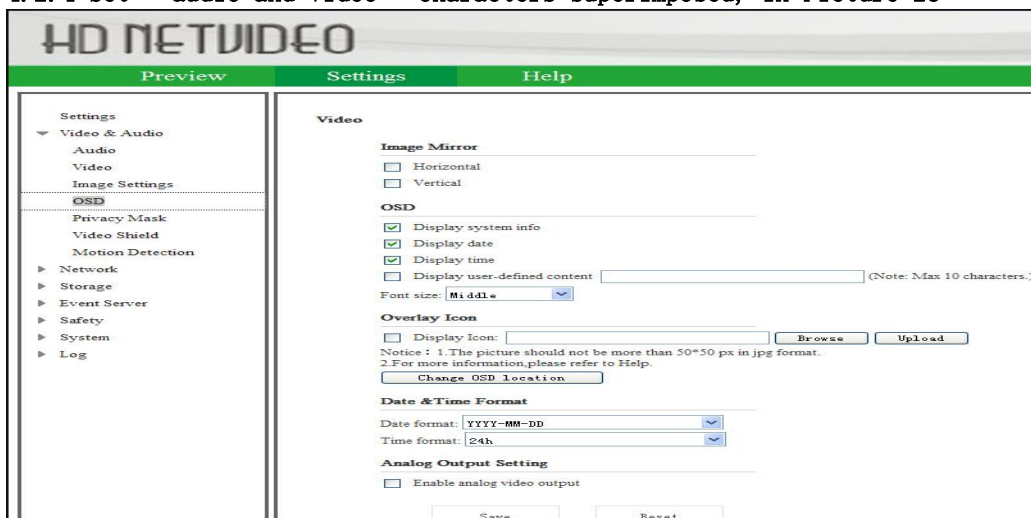 HD NETVIDEO
Preview Settings Help
Settings
Video & Audio
Audio
Video
Image Settings
OSD
Privacy Mask
Video Shield
Motion Detection
Network
Storage
Event Server
Safety
System
Log
Video
Image Mirror
Horizontal
Vertical
OSD
Display system info
Display date
Display time
Display user-defined content (Note: Max 10 characters.)
Font size: Middle
Overlay Icon
Display Icon: Browse Upload
Notice : 1.The picture should not be more than 50*50 px in jpg format.
2.For more information,please refer to Help.
Change OSD location
Date &Time Format
Date format: YYYY-MM-DD
Time format: 24h
Analog Output Setting
Enable analog video output
Save Reset